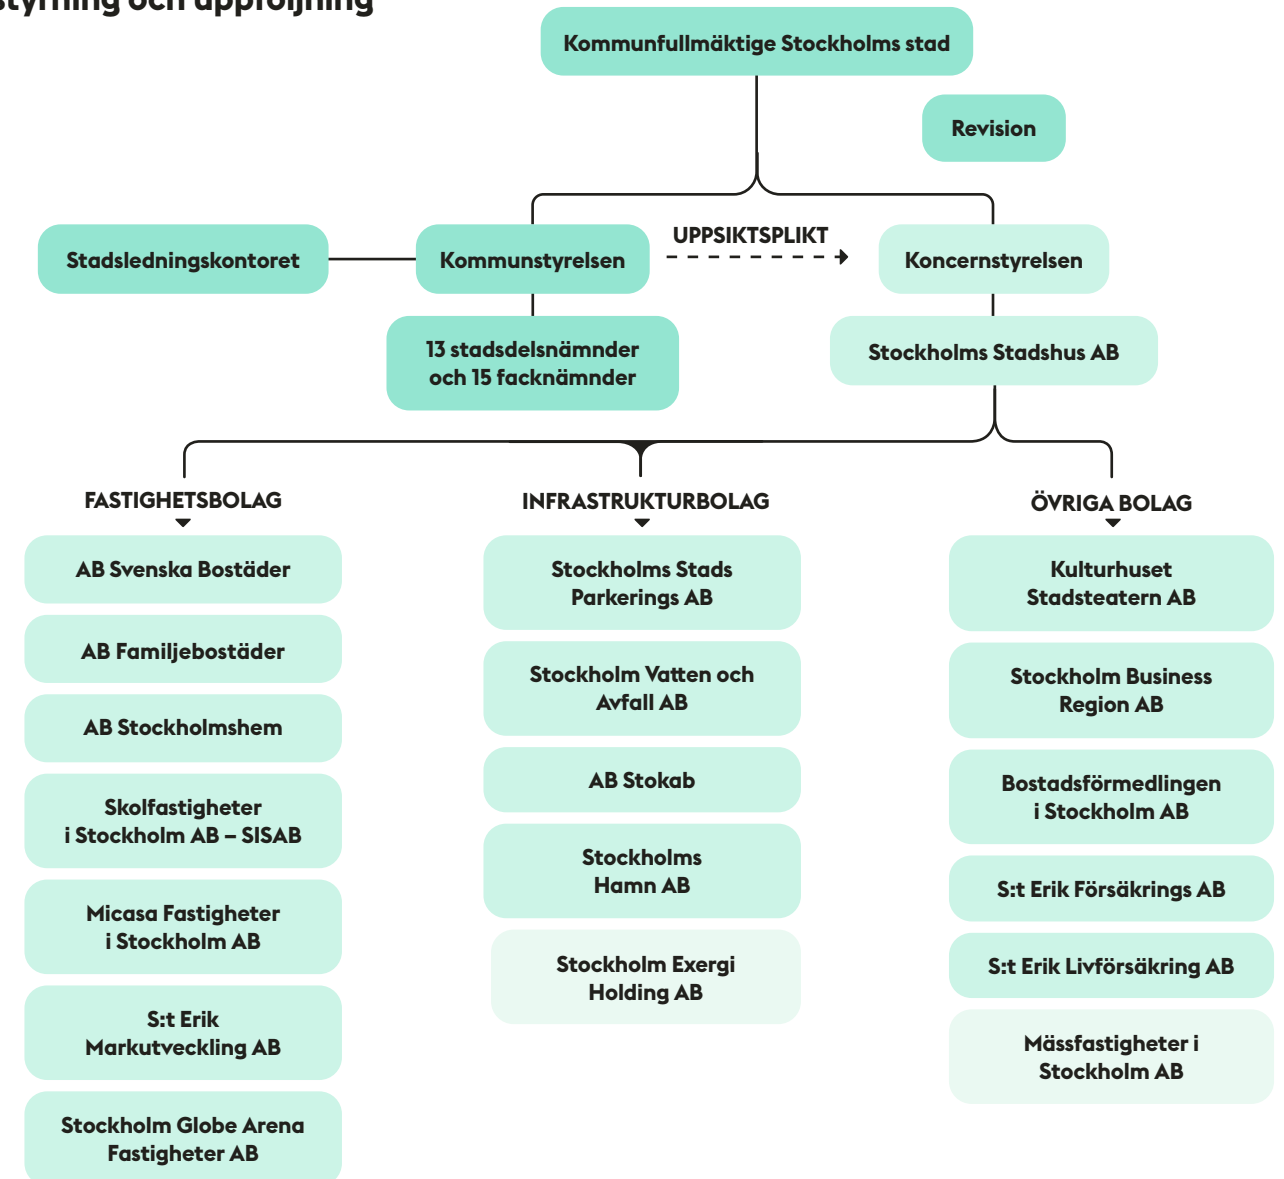 styrning och uppföljning
Kommunfullmäktige Stockholms stad
Revision
Stadsledningskontoret
Kommunstyrelsen
UPPSIKTSPLIKT
Koncernstyrelsen
13 stadsdelsnämnder
och 15 facknämnder
Stockholms Stadshus AB
FASTIGHETSBOLAG
AB Svenska Bostäder
AB Familjebostäder
AB Stockholmshem
Skolfastigheter
i Stockholm AB – SISAB
Micasa Fastigheter
i Stockholm AB
S:t Erik
Markutveckling AB
Stockholm Globe Arena
Fastigheter AB
INFRASTRUKTURBOLAG
Stockholms Stads
Parkerings AB
Stockholm Vatten och
Avfall AB
AB Stokab
Stockholms
Hamn AB
Stockholm Exergi
Holding AB
ÖVRIGA BOLAG
Kulturhuset
Stadsteatern AB
Stockholm Business
Region AB
Bostadsförmedlingen
i Stockholm AB
S:t Erik Försäkrings AB
S:t Erik Livförsäkring AB
Mässfastigheter i
Stockholm AB